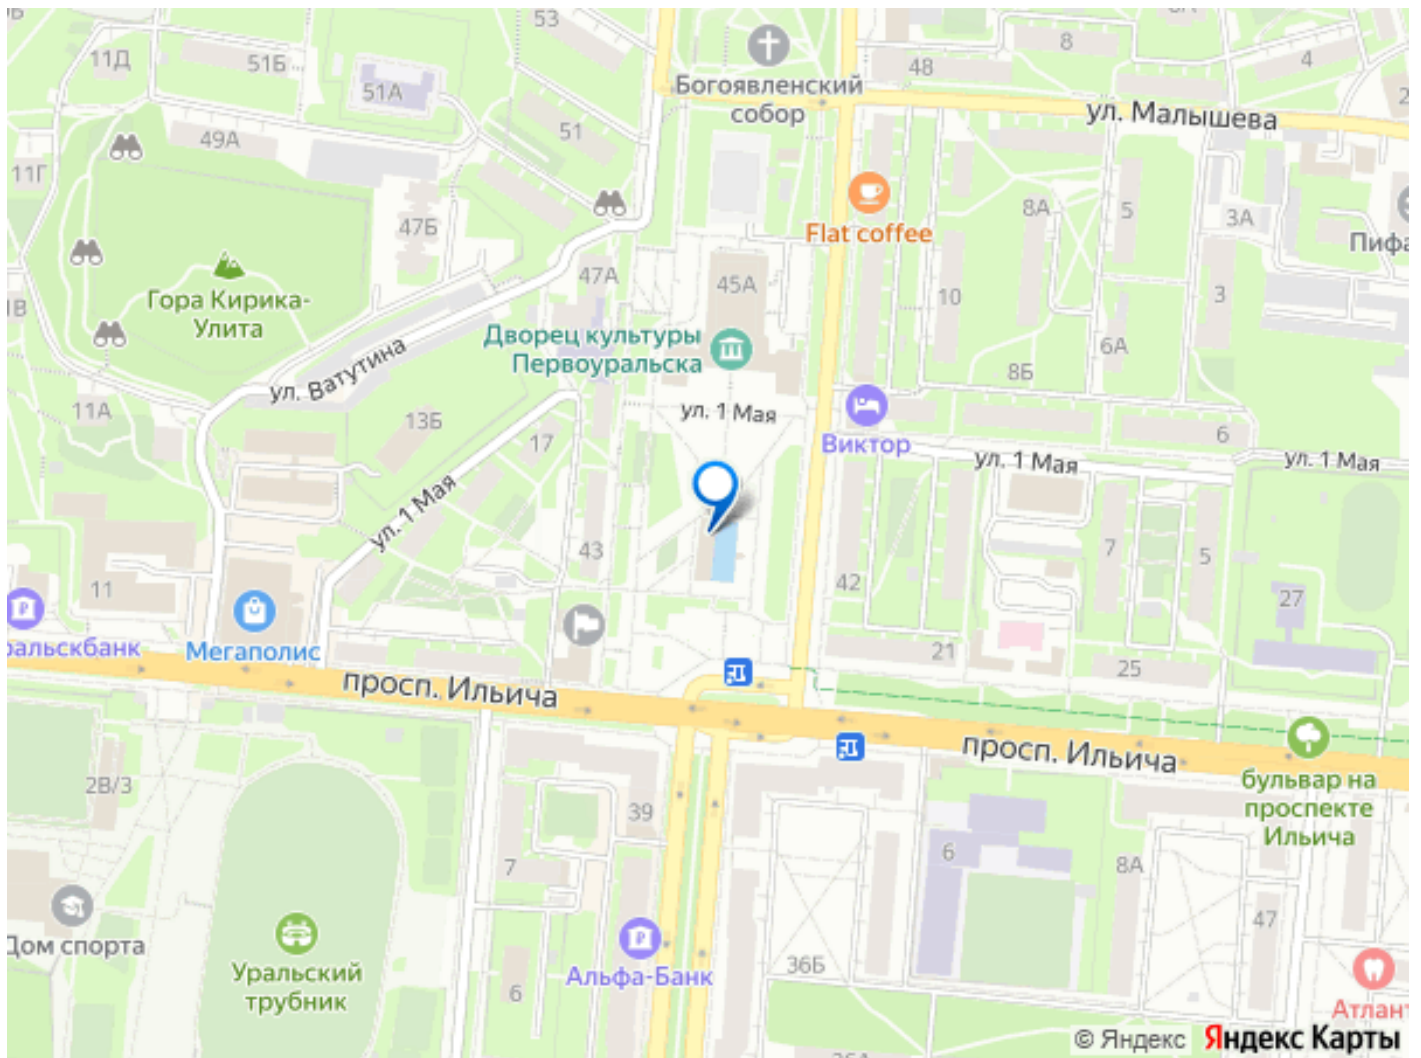 53
8
11Д
51Б
48
4
51А
Богоявленский
собор
ул. Малышева
51
49А
11Г
8А
5
3А
47Б
Flat coffee
Пифа
47А
45А
Гора Кирика-
Улита
10
3
1В
Дворец культуры
Первоуральска
6А
ул. Ватутина
8Б
11А
13Б
ул. 1 Мая
17
Виктор
6
ул. 1 Мая
ул. 1 Мая
ул. 1 Мая
43
7
5
42
11
27
ральскбанк
Мегаполис
21
25
просп. Ильича
просп. Ильича
2В/3
бульвар на
проспекте
Ильича
39
7
6
8А
Дом спорта
47
Уральский
трубник
Альфа-Банк
36Б
6
Атлант
36А
© Яндекс Яндекс Карты